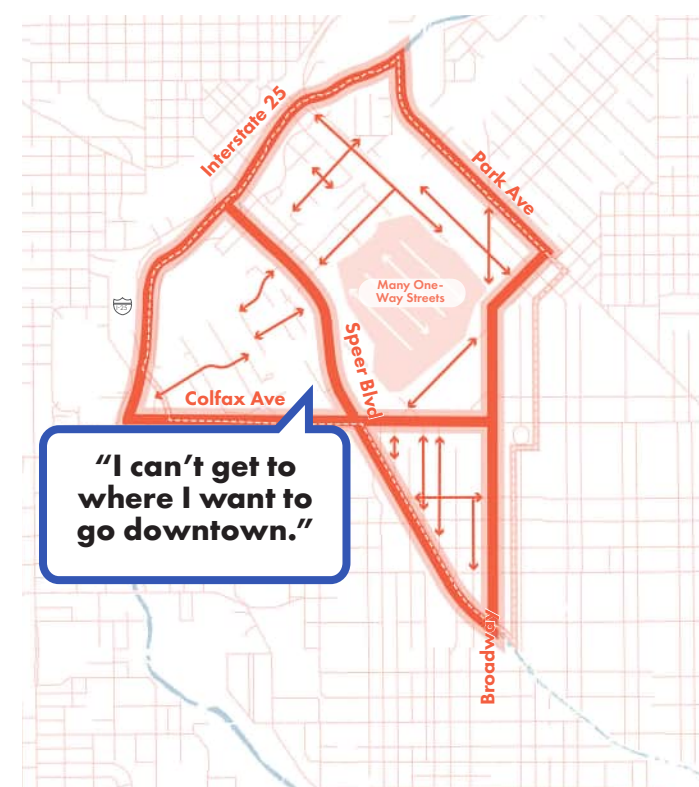 Interstate 25
Park Ave
Many One-
Way Streets
I-25
Speer Blvd
Colfax Ave
“I can’t get to
where I want to
go downtown.”
Broadway